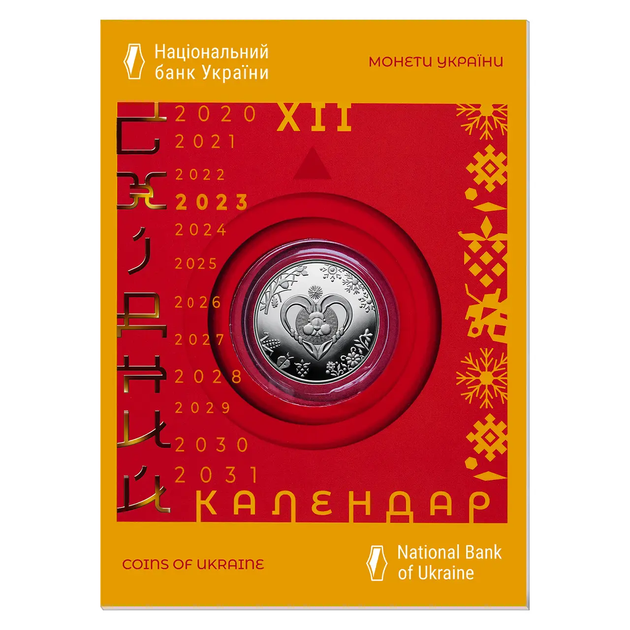 Національний
банк України
МОНЕТИ УКРАЇНИ
СХІДНИЙ
2020
2021
2022
2023
2024
2025
2026
2027
2028
2029
2030
2031
XII
КАЛЕНДАР
COINS OF UKRAINE
National Bank
of Ukraine